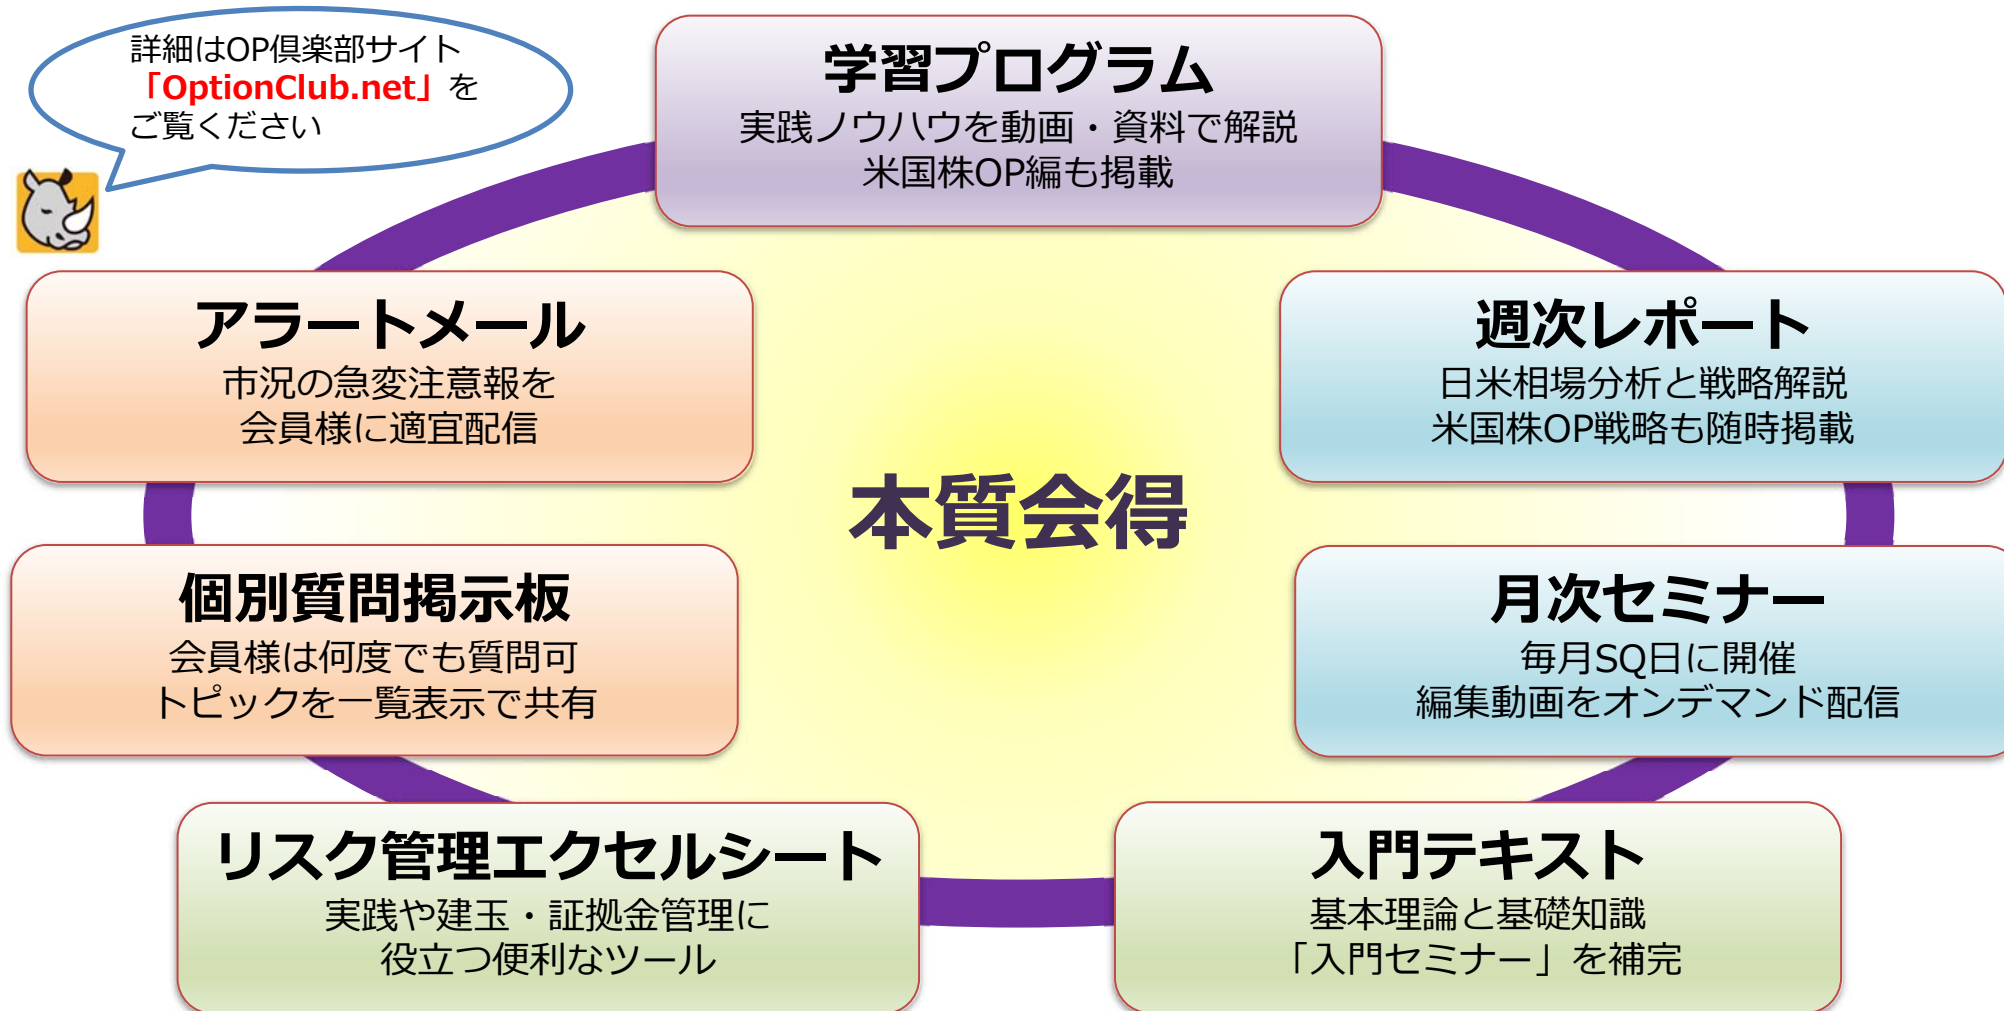 詳細はOP倶楽部サイト
「OptionClub.net」を
ご覧ください
学習プログラム
実践ノウハウを動画・資料で解説
米国株OP編も掲載
アラートメール
市況の急変注意報を
会員様に適宜配信
週次レポート
日米相場分析と戦略解説
米国株OP戦略も随時掲載
本質会得
個別質問掲示板
会員様は何度でも質問可
トピックを一覧表示で共有
月次セミナー
毎月SQ日に開催
編集動画をオンデマンド配信
リスク管理エクセルシート
実践や建玉・証拠金管理に
役立つ便利なツール
入門テキスト
基本理論と基礎知識
「入門セミナー」を補完